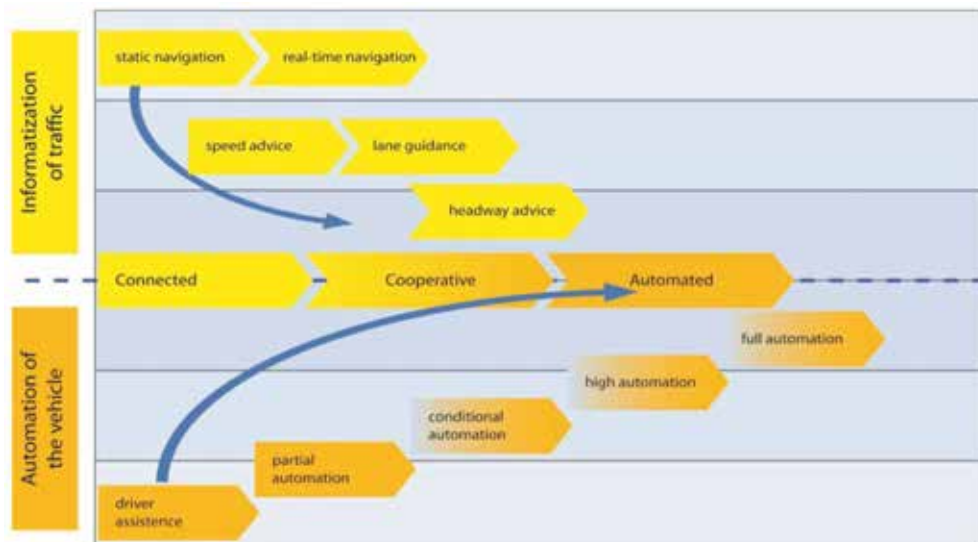 Informatization
of traffic
static navigation
real-time navigation
speed advice
lane guidance
headway advice
Connected
Cooperative
Automated
Automation of
the vehicle
full automation
high automation
conditional
automation
partial
automation
driver
assistence